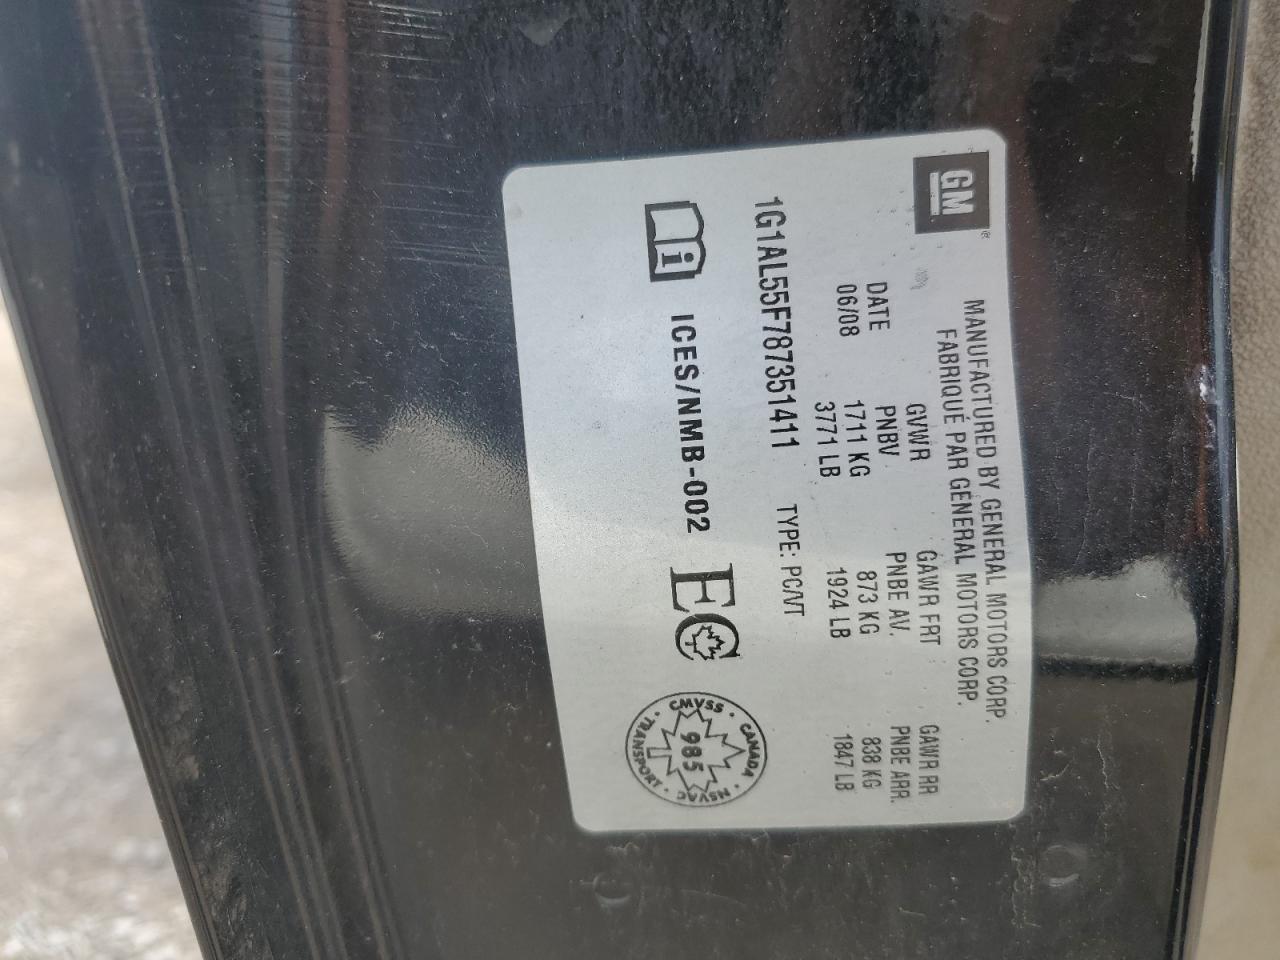 GM®
MANUFACTURED BY GENERAL MOTORS CORP.
FABRIQUÉ PAR GENERAL MOTORS CORP.
DATE GVWR GAWR FRT GAWR RR
06/08 PNBV PNBE AV. PNBE ARR.
1711 KG 873 KG 838 KG
3771 LB 1924 LB 1847 LB
1G1AL55F787351411 TYPE: PC/VT
i ICES/NMB-002 EC
CANADA · CMVSS · TRANSPORT · NSVAC ·
985